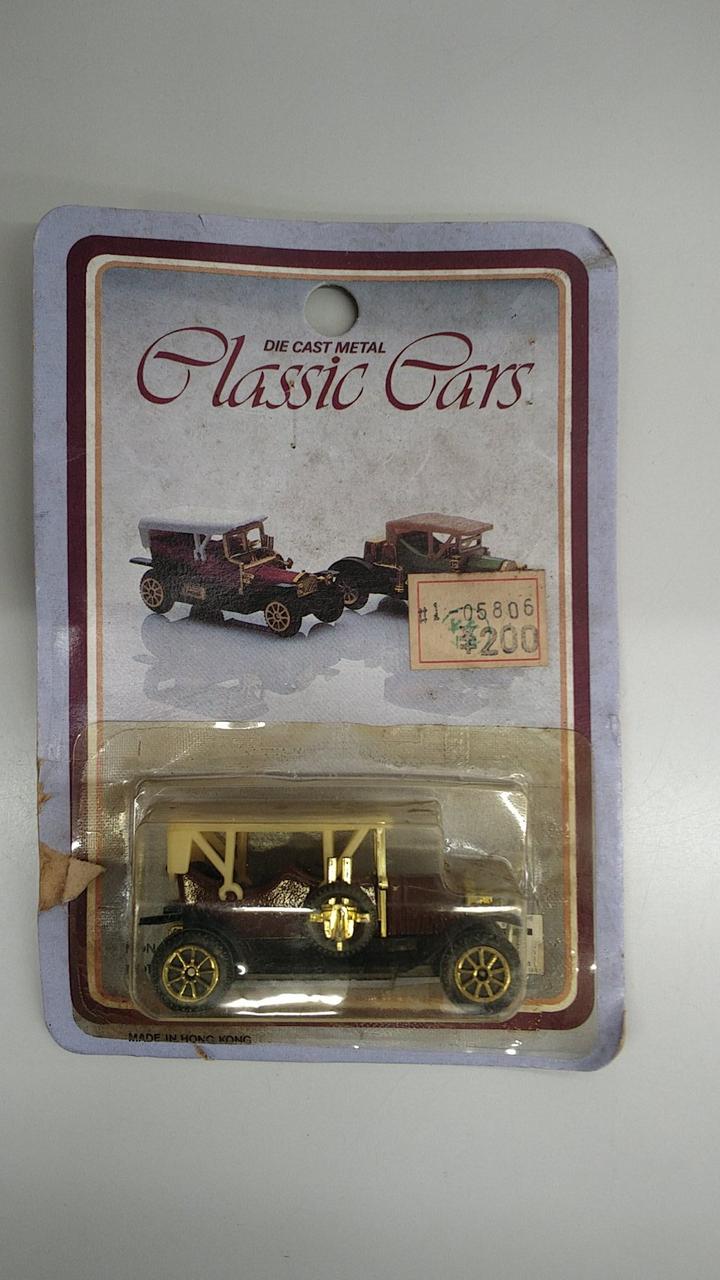 DIE CAST METAL
Classic Cars
#1-05806
¥200
MADE IN HONG KONG